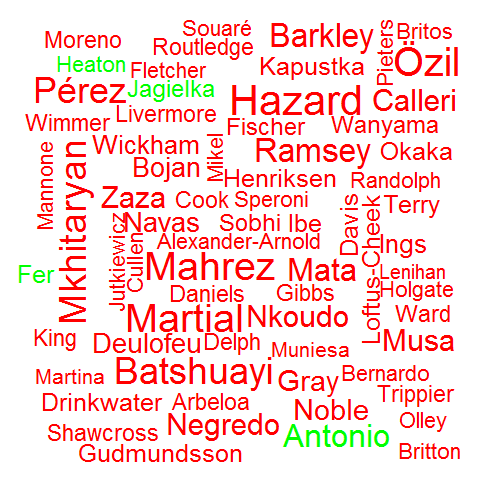 Souaré
Moreno
Routledge
Barkley
Pieters
Britos
Heaton
Fletcher
Kapustka
Özil
Pérez
Jagielka
Hazard
Calleri
Wimmer
Livermore
Fischer
Wanyama
Mannone
Wickham
Mikel
Ramsey
Okaka
Bojan
Henriksen
Randolph
Mkhitaryan
Zaza
Cook
Speroni
Davis
Loftus-Cheek
Terry
Jutkiewicz
Navas
Sobhi
Ibe
Cullen
Alexander-Arnold
Ings
Fer
Mahrez
Mata
Lenihan
Daniels
Gibbs
Holgate
Martial
Nkoudo
Ward
King
Deulofeu
Delph
Muniesa
Musa
Martina
Batshuayi
Gray
Bernardo
Trippier
Drinkwater
Arbeloa
Noble
Olley
Shawcross
Negredo
Antonio
Gudmundsson
Britton